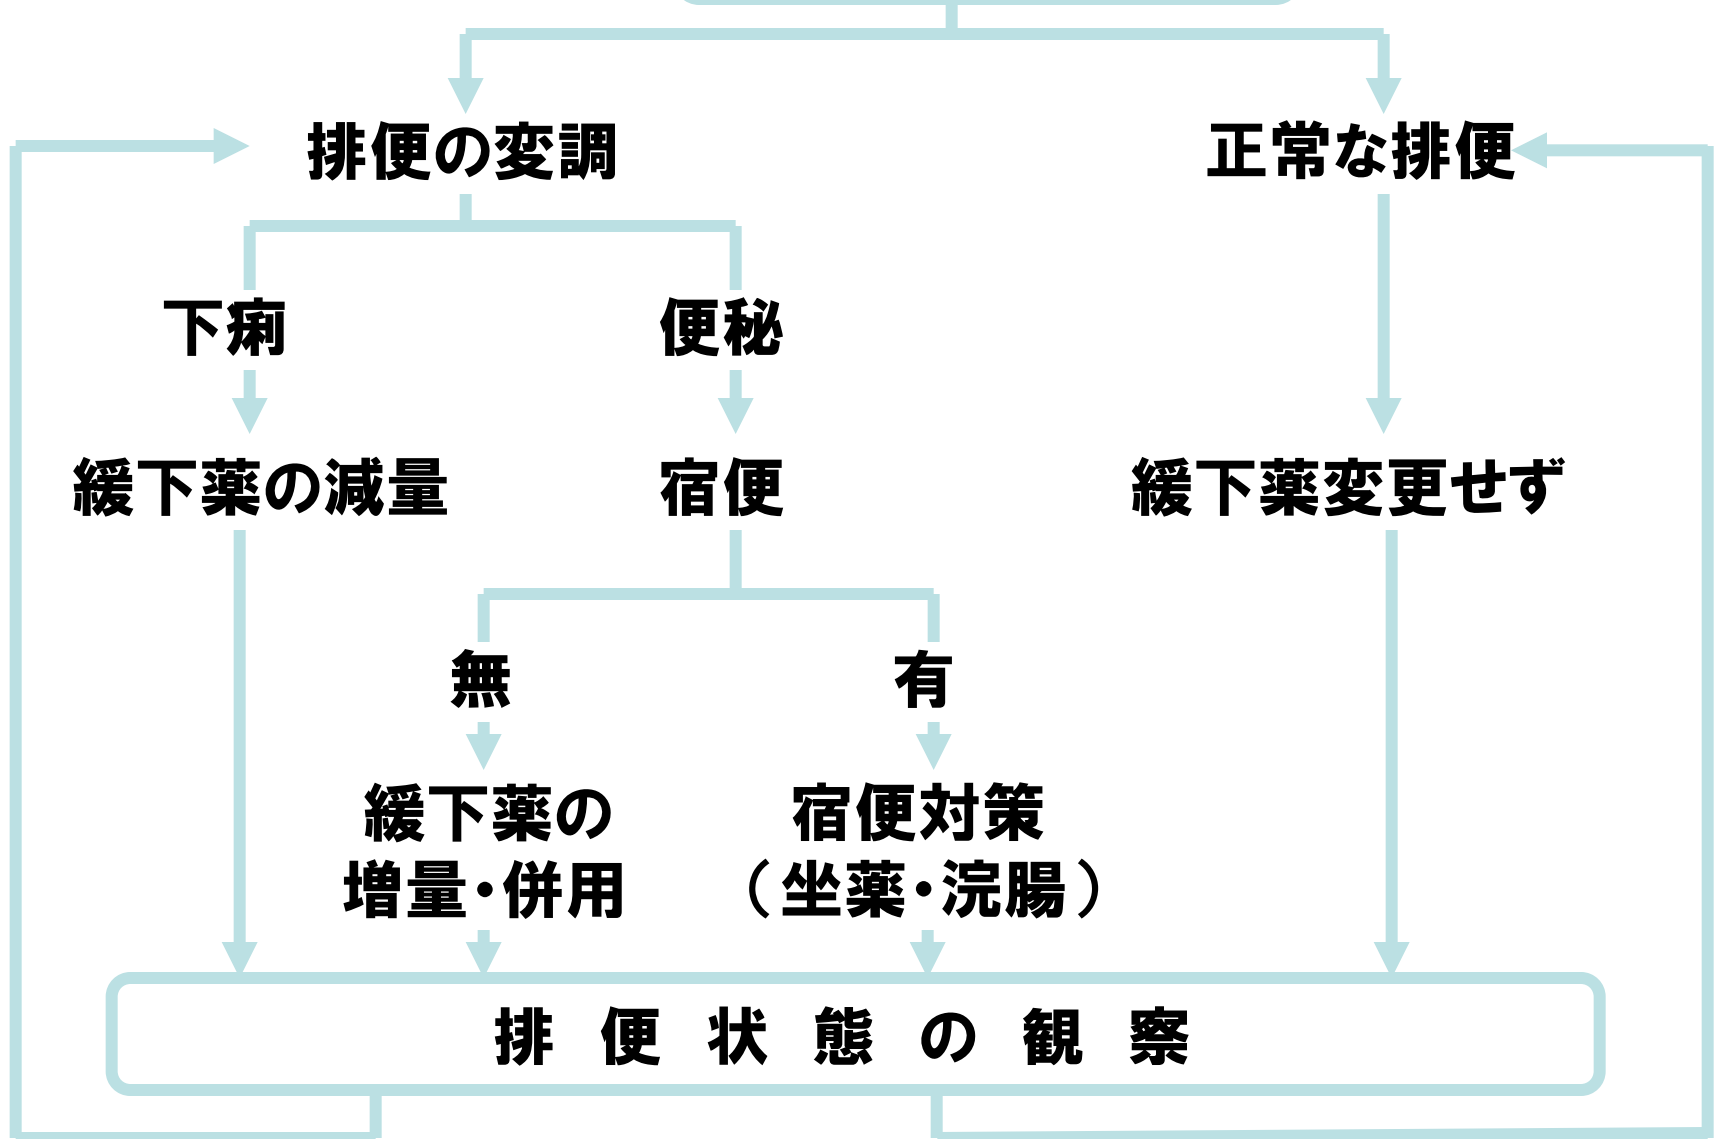 排便の変調
正常な排便
下痢
便秘
緩下薬の減量
宿便
緩下薬変更せず
無
有
緩下薬の
増量・併用
宿便対策
（坐薬・浣腸）
排便状態の観察